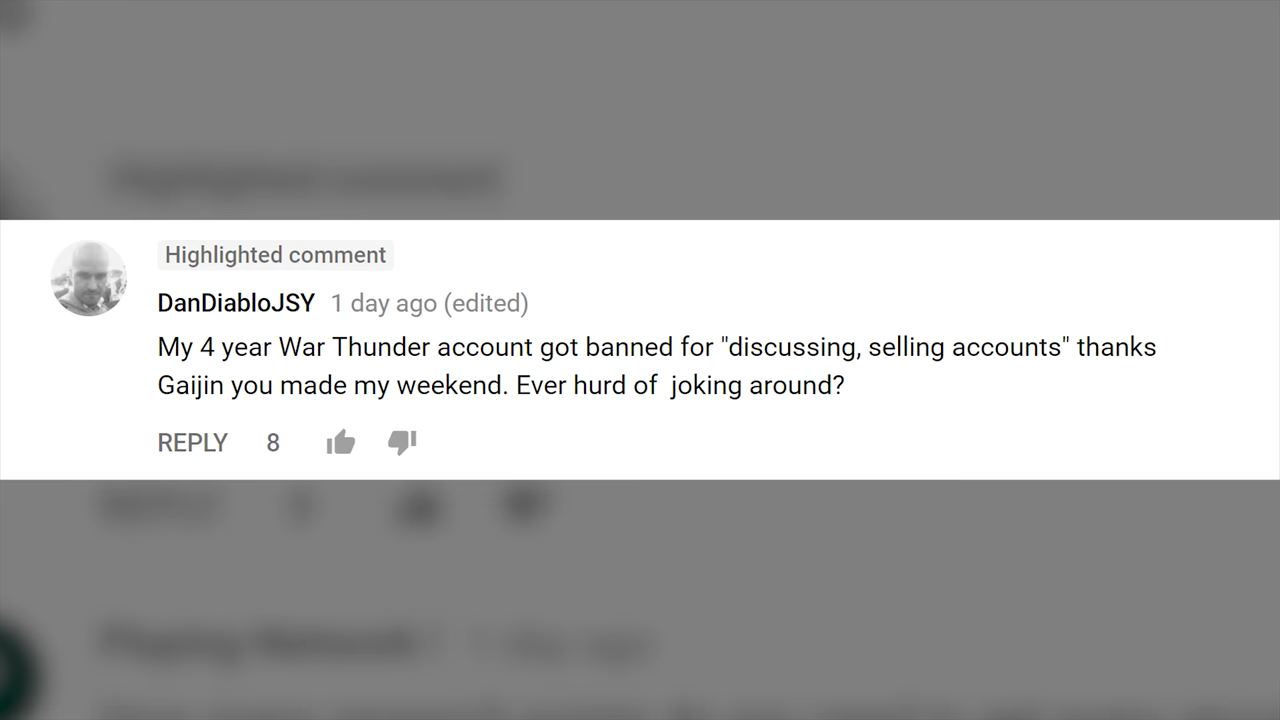 Highlighted comment
DanDiabloJSY 1 day ago (edited)
My 4 year War Thunder account got banned for "discussing, selling accounts" thanks
Gaijin you made my weekend. Ever hurd of joking around?
REPLY 8